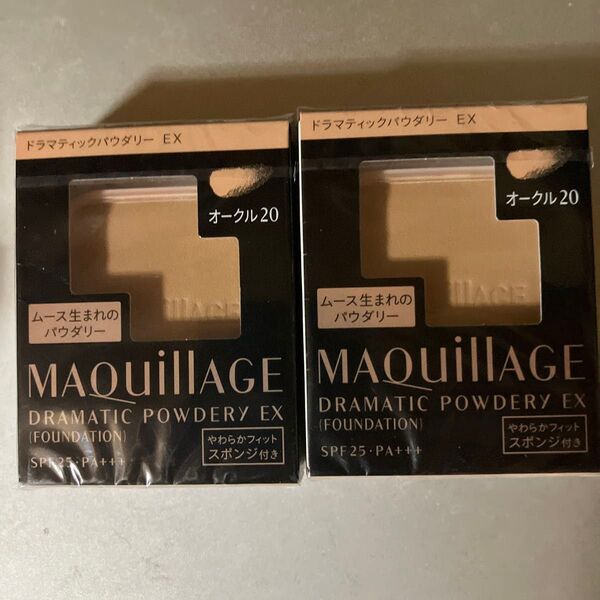 ドラマティックパウダリー EX
オークル20
ムース生まれの
パウダリー
MAQuillAGE
DRAMATIC POWDERY EX
(FOUNDATION)
SPF25・PA+++
やわらかフィット
スポンジ付き
ドラマティックパウダリー EX
オークル20
ムース生まれの
パウダリー
MAQuillAGE
DRAMATIC POWDERY EX
(FOUNDATION)
SPF25・PA+++
やわらかフィット
スポンジ付き